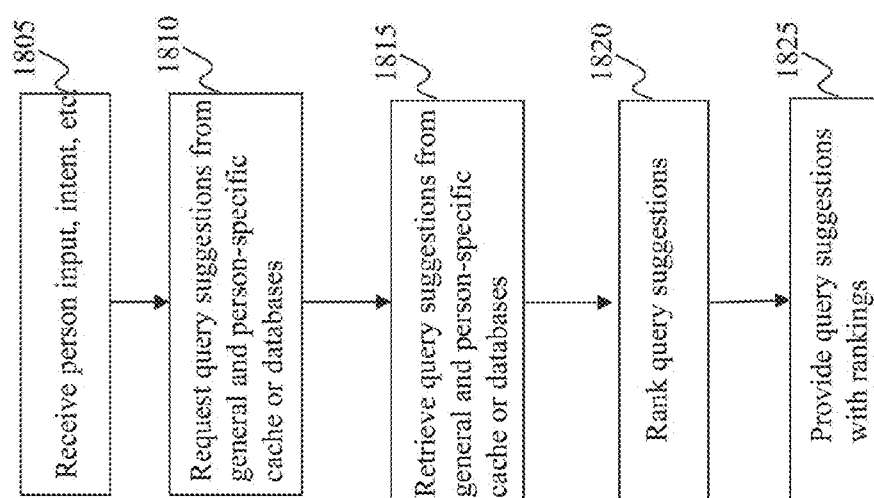 1805
Receive person input, intent, etc.
1810
Request query suggestions from
general and person-specific
cache or databases
1815
Retrieve query suggestions from
general and person-specific
cache or databases
1820
Rank query suggestions
1825
Provide query suggestions
with rankings